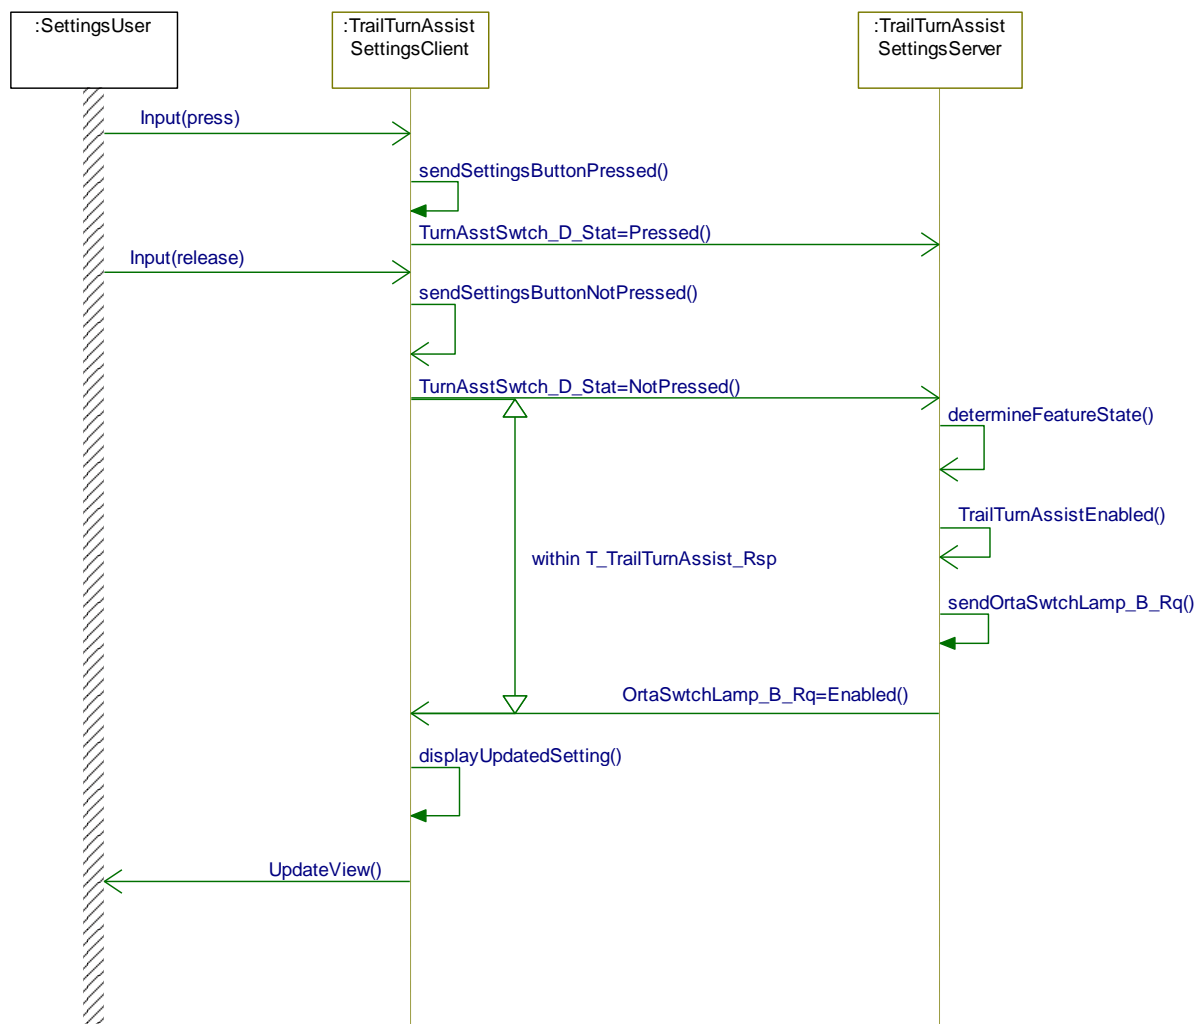 :SettingsUser
:TrailTurnAssist
SettingsClient
:TrailTurnAssist
SettingsServer
Input(press)
sendSettingsButtonPressed()
TurnAsstSwtch_D_Stat=Pressed()
Input(release)
sendSettingsButtonNotPressed()
TurnAsstSwtch_D_Stat=NotPressed()
determineFeatureState()
TrailTurnAssistEnabled()
within T_TrailTurnAssist_Rsp
sendOrtaSwtchLamp_B_Rq()
OrtaSwtchLamp_B_Rq=Enabled()
displayUpdatedSetting()
UpdateView()